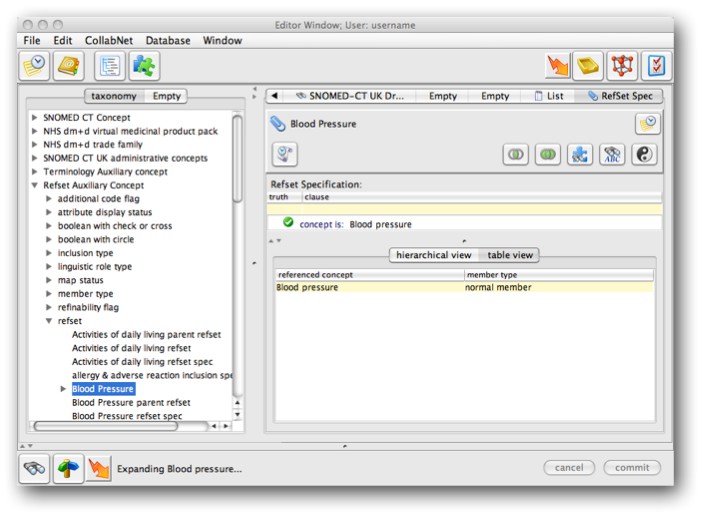 Editor Window; User: username
File Edit CollabNet Database Window
taxonomy Empty
SNOMED CT Concept
NHS dm+d virtual medicinal product pack
NHS dm+d trade family
SNOMED CT UK administrative concepts
Terminology Auxiliary concept
Refset Auxiliary Concept
additional code flag
attribute display status
boolean with check or cross
boolean with circle
inclusion type
linguistic role type
map status
member type
refinability flag
refset
Activities of daily living parent refset
Activities of daily living refset
Activities of daily living refset spec
allergy & adverse reaction inclusion spe
Blood Pressure
Blood Pressure parent refset
Blood Pressure refset spec
SNOMED-CT UK Dr... Empty Empty List RefSet Spec
Blood Pressure
ABC
Refset Specification:
truth clause
concept is: Blood pressure
hierarchical view table view
referenced concept member type
Blood pressure normal member
Expanding Blood pressure...
cancel commit